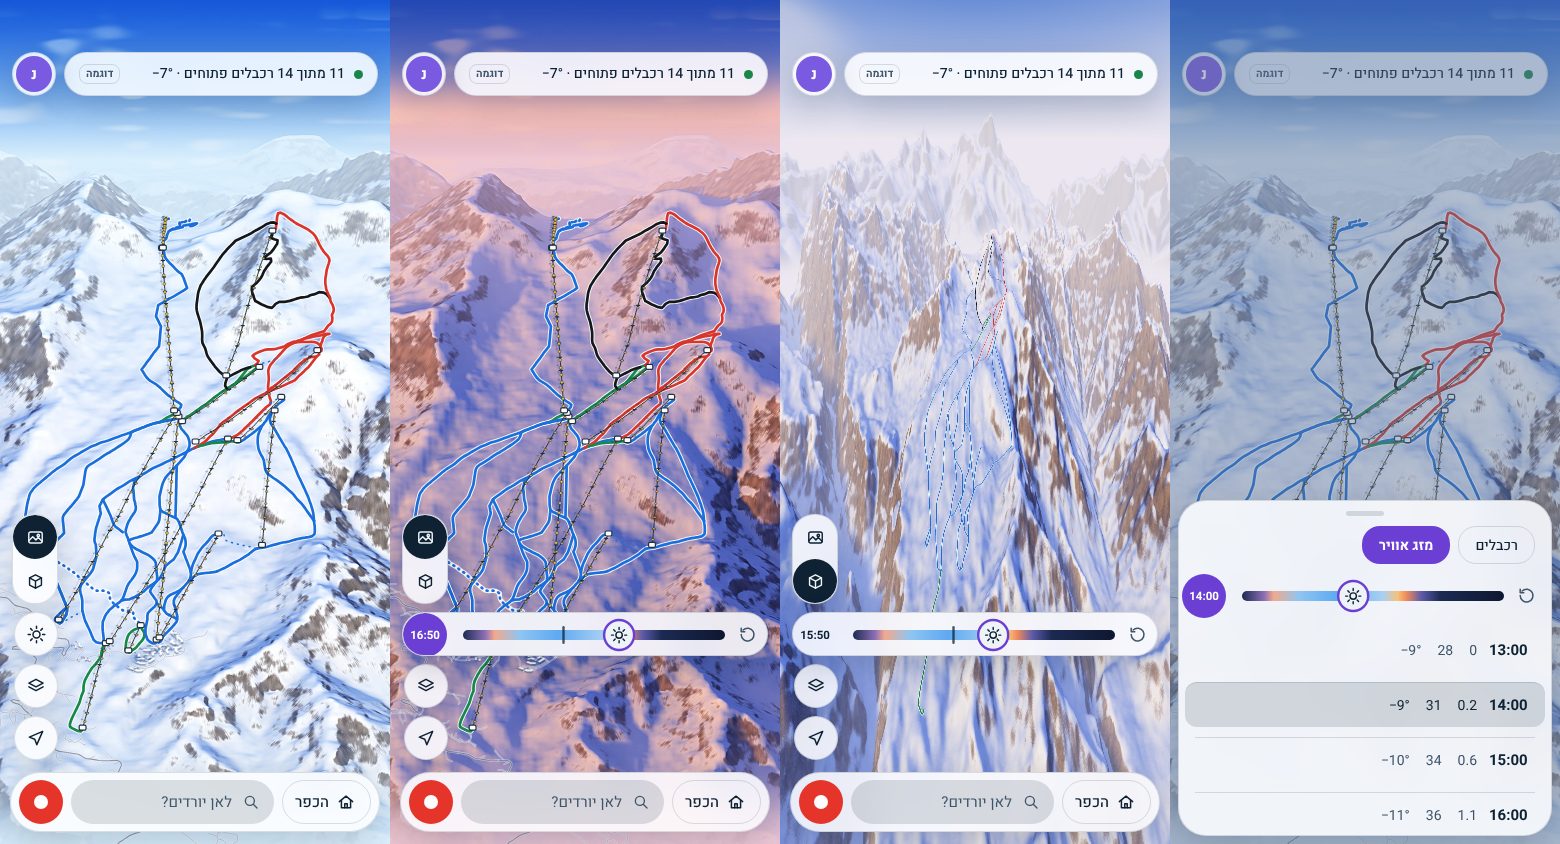 11 מתוך 14 רכבלים פתוחים · −7°
דוגמה
נ
הכפר
לאן יורדים?
11 מתוך 14 רכבלים פתוחים · −7°
דוגמה
נ
16:50
הכפר
לאן יורדים?
11 מתוך 14 רכבלים פתוחים · −7°
דוגמה
נ
15:50
הכפר
לאן יורדים?
11 מתוך 14 רכבלים פתוחים · −7°
דוגמה
נ
רכבלים
מזג אוויר
14:00
13:00 0 28 −9°
14:00 0.2 31 −9°
15:00 0.6 34 −10°
16:00 1.1 36 −11°